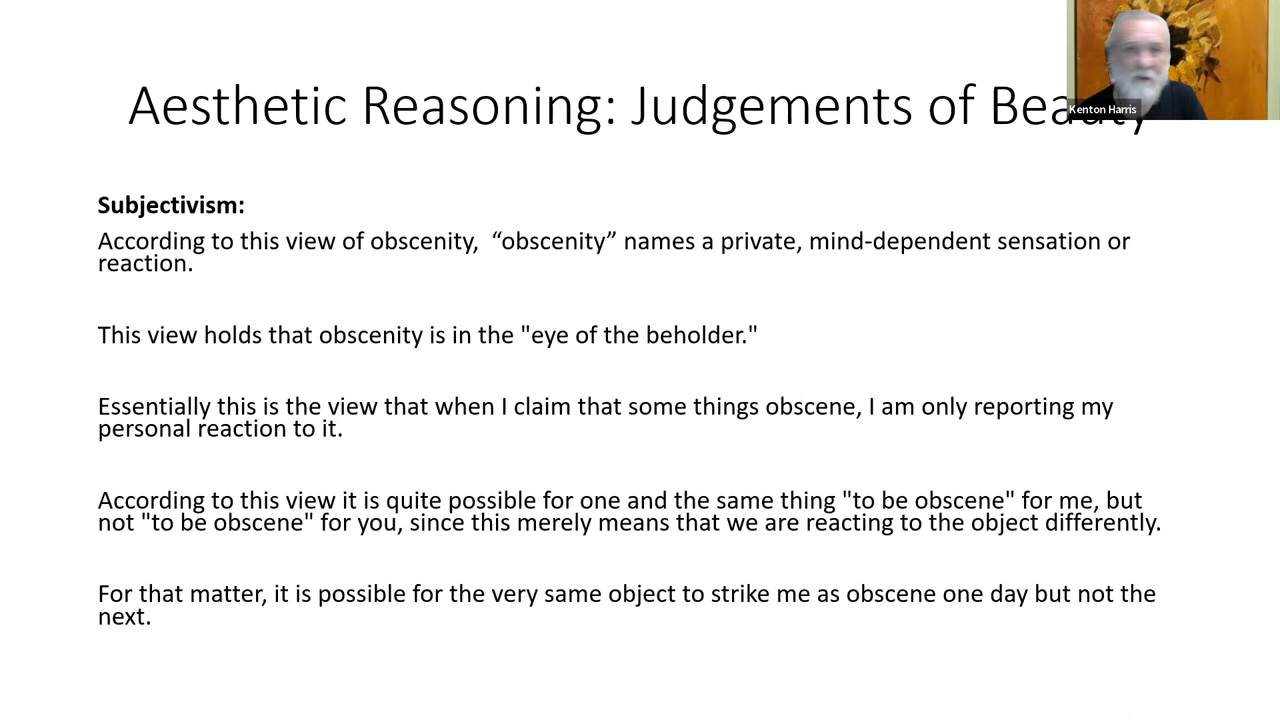 Aesthetic Reasoning: Judgements of Beauty
Kenton Harris
Subjectivism:
According to this view of obscenity,  “obscenity” names a private, mind-dependent sensation or
reaction.
This view holds that obscenity is in the "eye of the beholder."
Essentially this is the view that when I claim that some things obscene, I am only reporting my
personal reaction to it.
According to this view it is quite possible for one and the same thing "to be obscene" for me, but
not "to be obscene" for you, since this merely means that we are reacting to the object differently.
For that matter, it is possible for the very same object to strike me as obscene one day but not the
next.